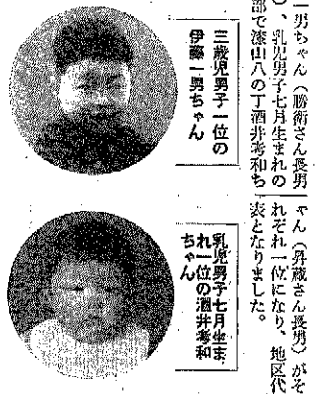 一男ちゃん(勝衛さん長男
)、乳児男子七月生まれの
部で漆山八の丁酒井孝和ち
ゃん(昇蔵さん長男)がそ
れぞれ一位になり、地区代
表となりました。
三歳児男子一位の
伊藤一男ちゃん
乳児男子七月生ま
れ一位の酒井孝和
ちゃん